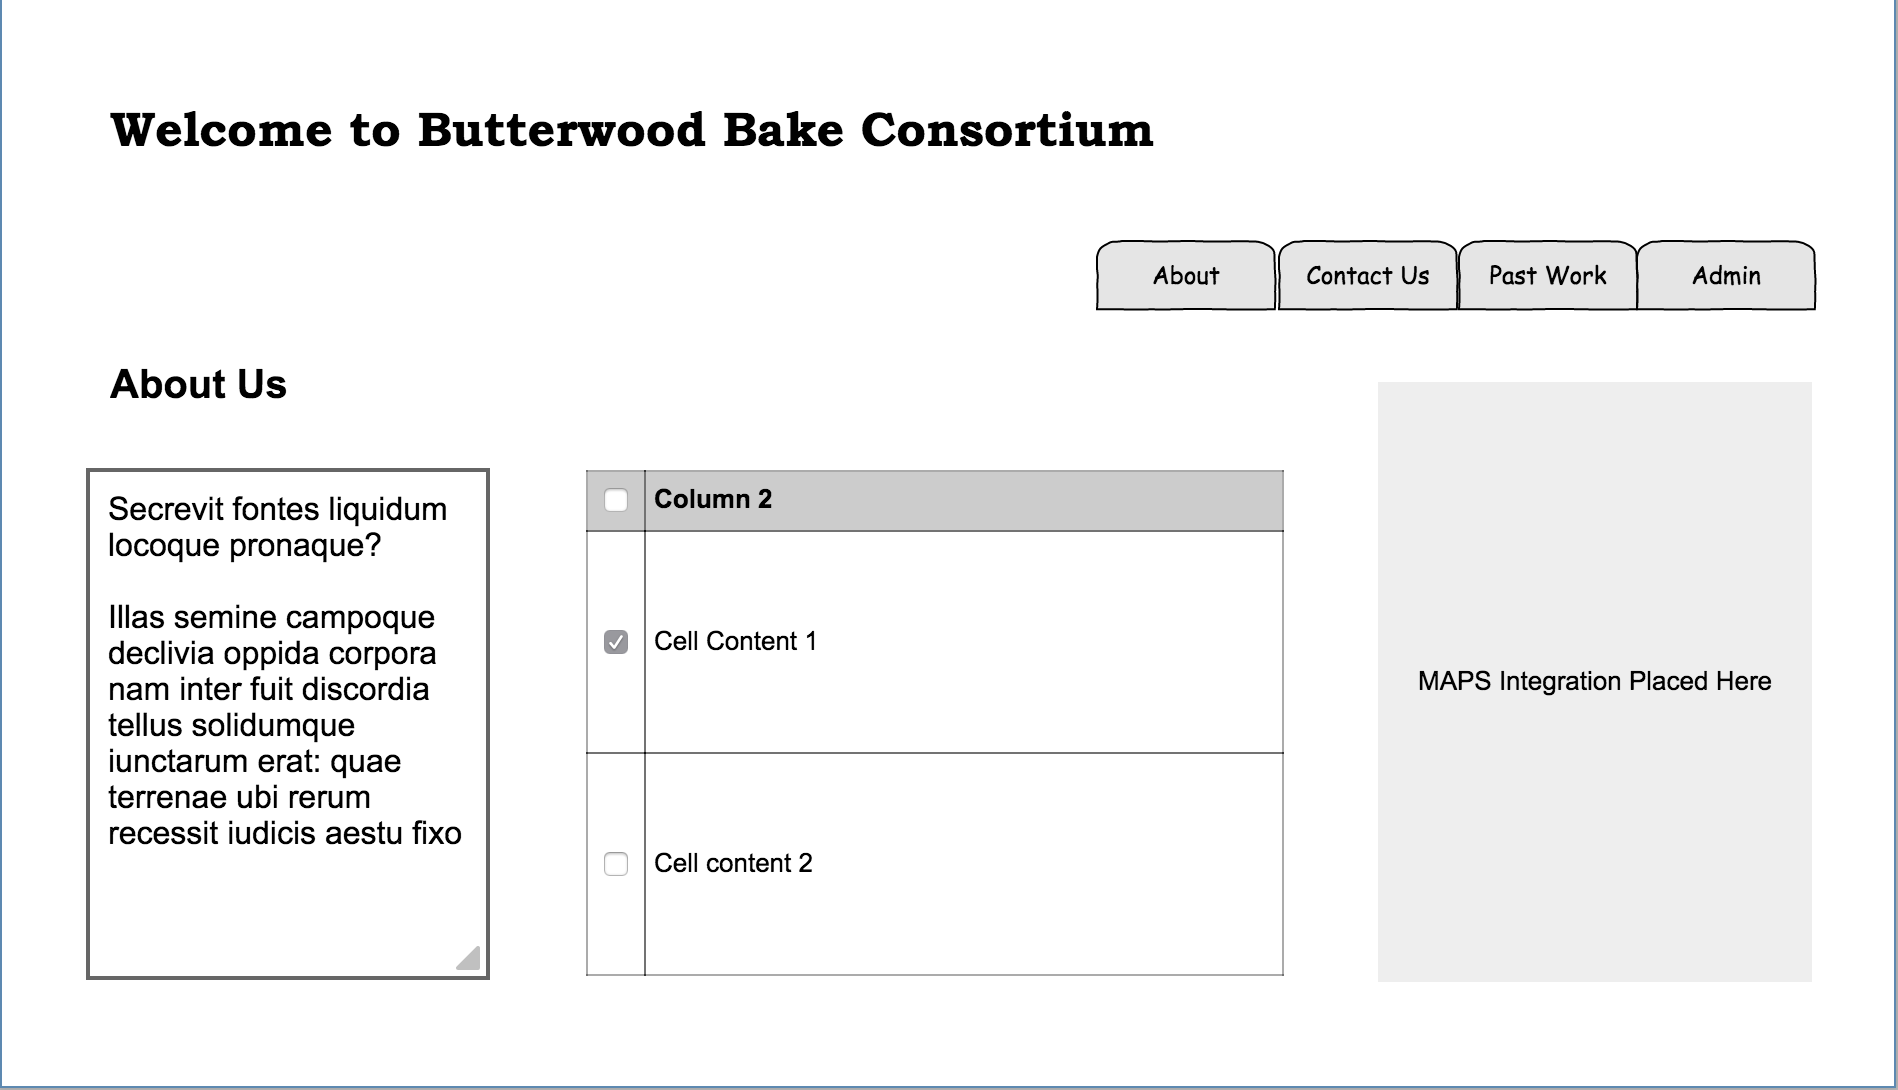 Welcome to Butterwood Bake Consortium
About
Contact Us
Past Work
Admin
About Us
Secrevit fontes liquidum
locoque pronaque?
Illas semine campoque
declivia oppida corpora
nam inter fuit discordia
tellus solidumque
iunctarum erat: quae
terrenae ubi rerum
recessit iudicis aestu fixo
Column 2
Cell Content 1
Cell content 2
MAPS Integration Placed Here